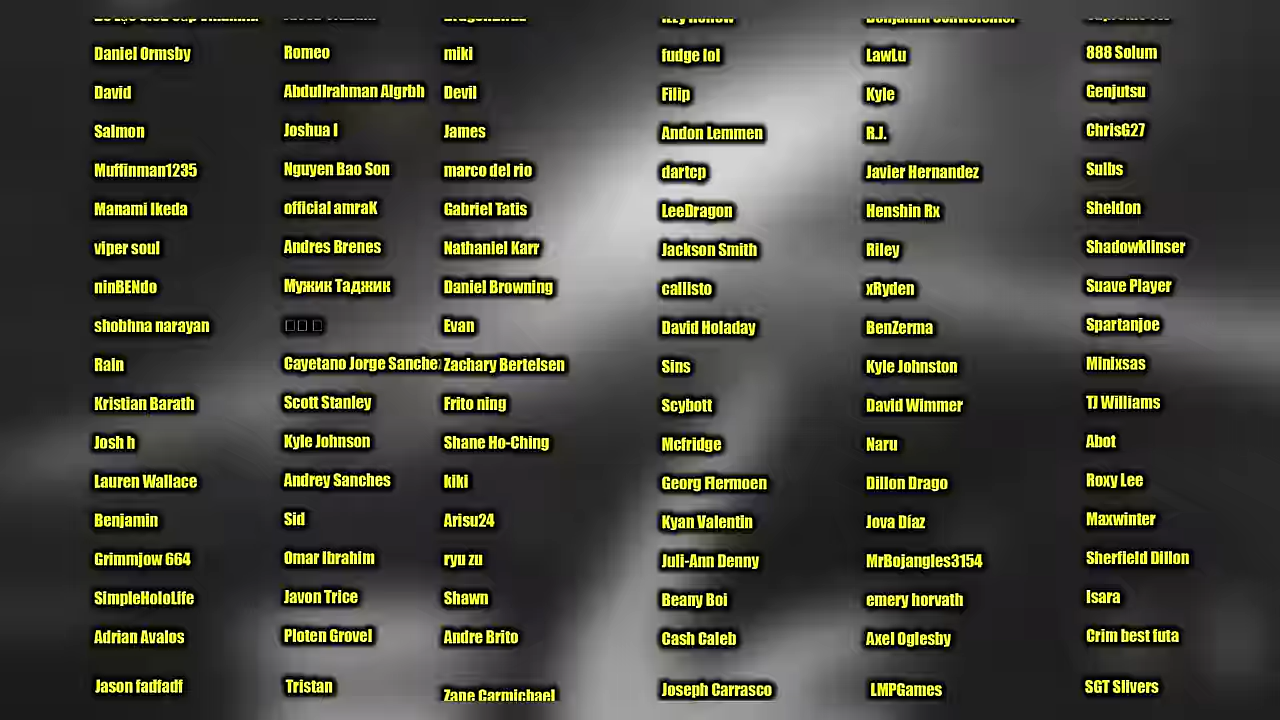 Daniel Ormsby Romeo miki fudge lol LawLu 888 Solum
David Abdullrahman Algrbh Devil Filip Kyle Genjutsu
Salmon Joshua I James Andon Lemmen R.J. ChrisG27
Muffinman1235 Nguyen Bao Son marco del rio dartcp Javier Hernandez Sulbs
Manami Ikeda official amraK Gabriel Tatis LeeDragon Henshin Rx Sheldon
viper soul Andres Brenes Nathaniel Karr Jackson Smith Riley Shadowklinser
ninBENdo Мужик Таджик Daniel Browning callisto xRyden Suave Player
shobhna narayan Evan David Holaday BenZerma Spartanjoe
Rain Cayetano Jorge Sanchez Zachary Bertelsen Sins Kyle Johnston Minixsas
Kristian Barath Scott Stanley Frito ning Scybott David Wimmer TJ Williams
Josh h Kyle Johnson Shane Ho-Ching Mcfridge Naru Abot
Lauren Wallace Andrey Sanches kiki Georg Fiermoen Dillon Drago Roxy Lee
Benjamin Sid Arisu24 Kyan Valentin Jova Díaz Maxwinter
Grimmjow 664 Omar Ibrahim ryu zu Juli-Ann Denny MrBojangles3154 Sherfield Dillon
SimpleHoloLife Javon Trice Shawn Beany Boi emery horvath Isara
Adrian Avalos Ploten Grovel Andre Brito Cash Caleb Axel Oglesby Crim best futa
Jason fadfadf Tristan Zane Carmichael Joseph Carrasco LMPGames SGT Slivers